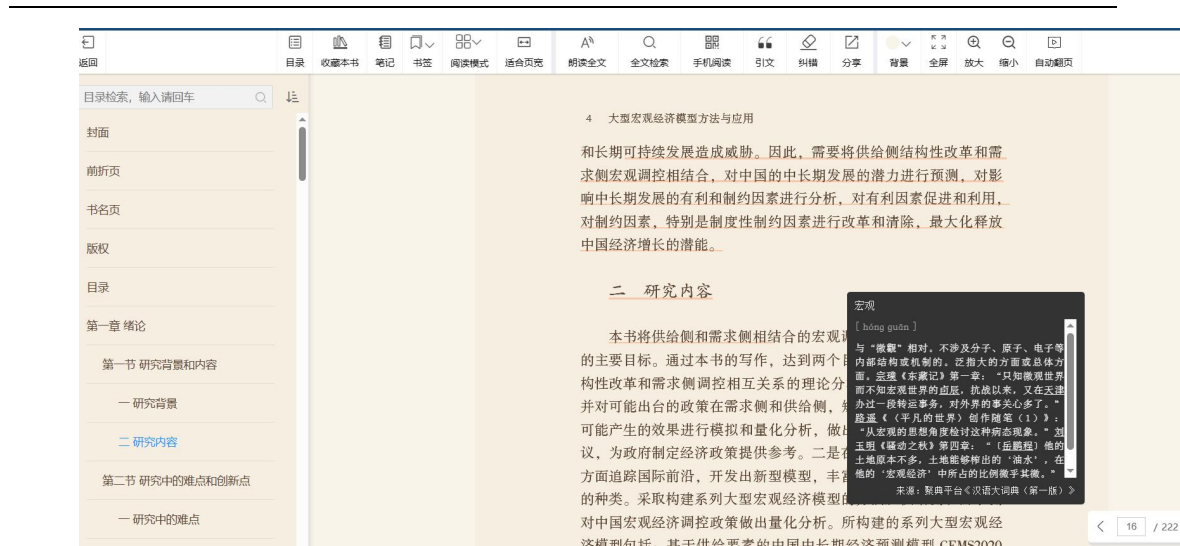 返回
目录
收藏本书
笔记
书签
阅读模式
适合页宽
朗读全文
全文检索
手机阅读
引文
纠错
分享
背景
全屏
放大
缩小
自动翻页
目录检索，输入请回车
封面
前折页
书名页
版权
目录
第一章 绪论
第一节 研究背景和内容
一 研究背景
二 研究内容
第二节 研究中的难点和创新点
一 研究中的难点
4 大型宏观经济模型方法与应用
和长期可持续发展造成威胁。因此，需要将供给侧结构性改革和需
求侧宏观调控相结合，对中国的中长期发展的潜力进行预测，对影
响中长期发展的有利和制约因素进行分析，对有利因素促进和利用，
对制约因素，特别是制度性制约因素进行改革和清除，最大化释放
中国经济增长的潜能。
二 研究内容
本书将供给侧和需求侧相结合的宏观
的主要目标。通过本书的写作，达到两个
构性改革和需求侧调控相互关系的理论分
并对可能出台的政策在需求侧和供给侧，
可能产生的效果进行模拟和量化分析，做
议，为政府制定经济政策提供参考。二是
方面追踪国际前沿，开发出新型模型，丰
的种类。采取构建系列大型宏观经济模型
对中国宏观经济调控政策做出量化分析。所构建的系列大型宏观经
济模型包括，基于供给要素的中国中长期经济预测模型 CEMS2020
宏观
[ hóng guān ]
与“微觀”相对。不涉及分子、原子、电子等
内部结构或机制的。泛指大的方面或总体方
面。宗璞《东藏记》第一章：“只知微观世界
而不知宏观世界的卣辰，抗战以来，又在天津
办过一段转运事务，对外界的事关心多了。”
路遥《〈平凡的世界〉创作随笔（1）》：
“从宏观的思想角度检讨这种病态现象。”刘
玉明《骚动之秋》第四章：“〔岳鹏程〕他的
土地原本不多，土地能够榨出的‘油水’，在
他的‘宏观经济’中所占的比例微乎其微。”
来源：聚典平台《汉语大词典（第一版）》
16 / 222